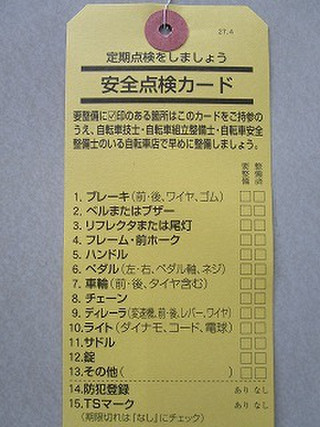 27.4
定期点検をしましょう
安全点検カード
要整備に☑印のある箇所はこのカードをご持参の
うえ、自転車技士・自転車組立整備士・自転車安全
整備士のいる自転車店で早めに整備しましょう。
要整備 整備済
1. ブレーキ(前・後、ワイヤ、ゴム) □□
2. ベルまたはブザー □□
3. リフレクタまたは尾灯 □□
4. フレーム・前ホーク □□
5. ハンドル □□
6. ペダル(左・右、ペダル軸、ネジ) □□
7. 車輪(前・後、タイヤ含む) □□
8. チェーン □□
9. ディレーラ(変速機、前・後、レバー、ワイヤ) □□
10. ライト(ダイナモ、コード、電球) □□
11. サドル □□
12. 錠 □□
13. その他( ) □□
14. 防犯登録 あり なし
15. TSマーク あり なし
(期限切れは『なし』にチェック)